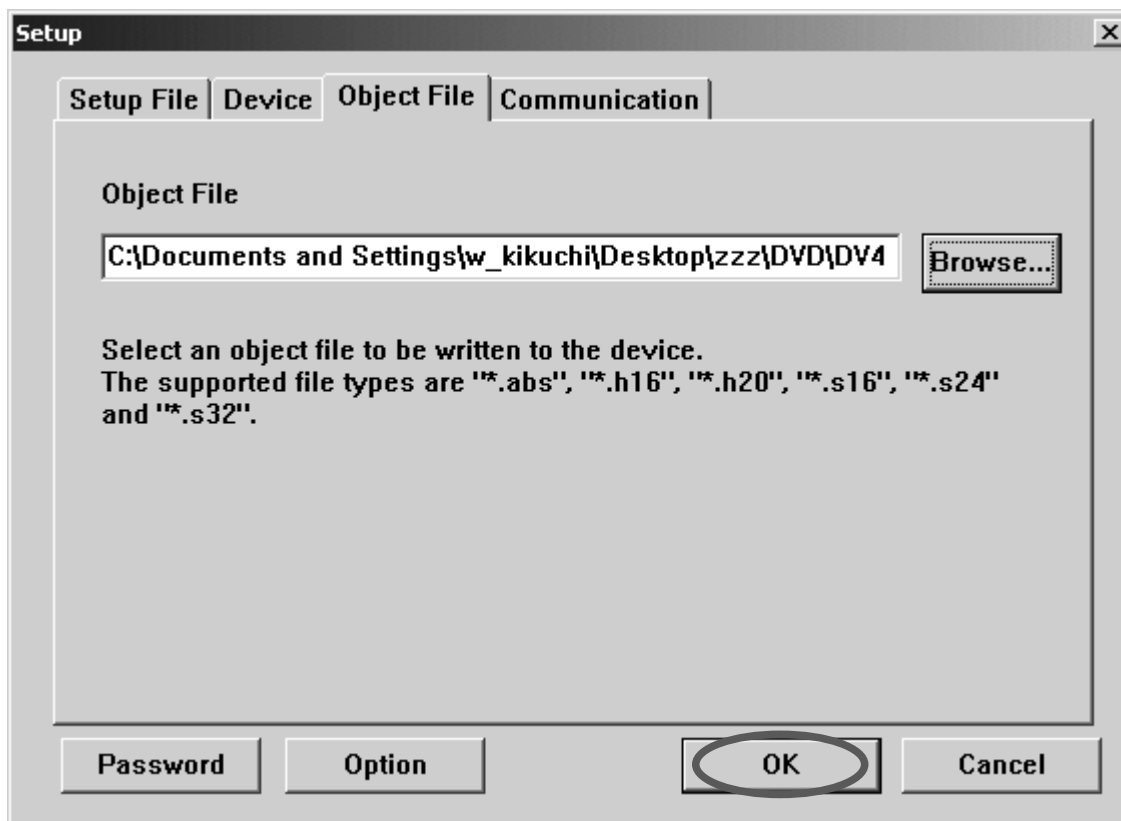 Setup
Setup File Device Object File Communication
Object File
C:\Documents and Settings\w_kikuchi\Desktop\zzz\DVD\DV4 Browse...
Select an object file to be written to the device.
The supported file types are "*.abs", "*.h16", "*.h20", "*.s16", "*.s24"
and "*.s32".
Password Option OK Cancel